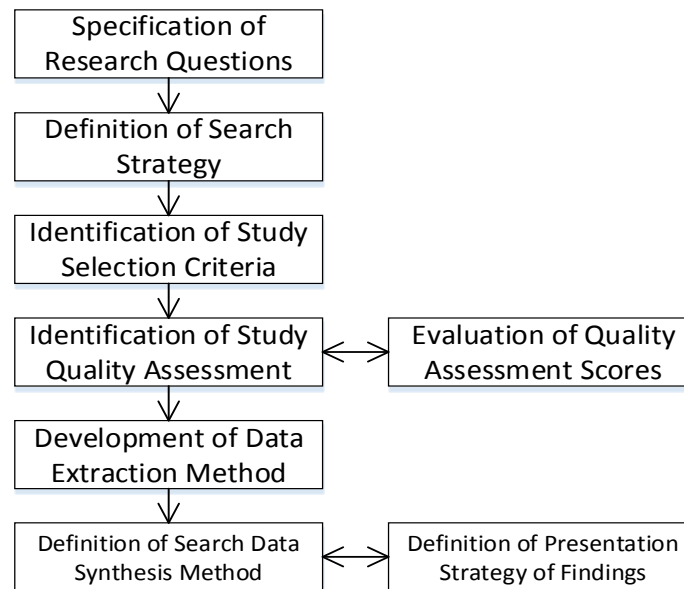 Specification of
Research Questions
Definition of Search
Strategy
Identification of Study
Selection Criteria
Identification of Study
Quality Assessment
Evaluation of Quality
Assessment Scores
Development of Data
Extraction Method
Definition of Search Data
Synthesis Method
Definition of Presentation
Strategy of Findings